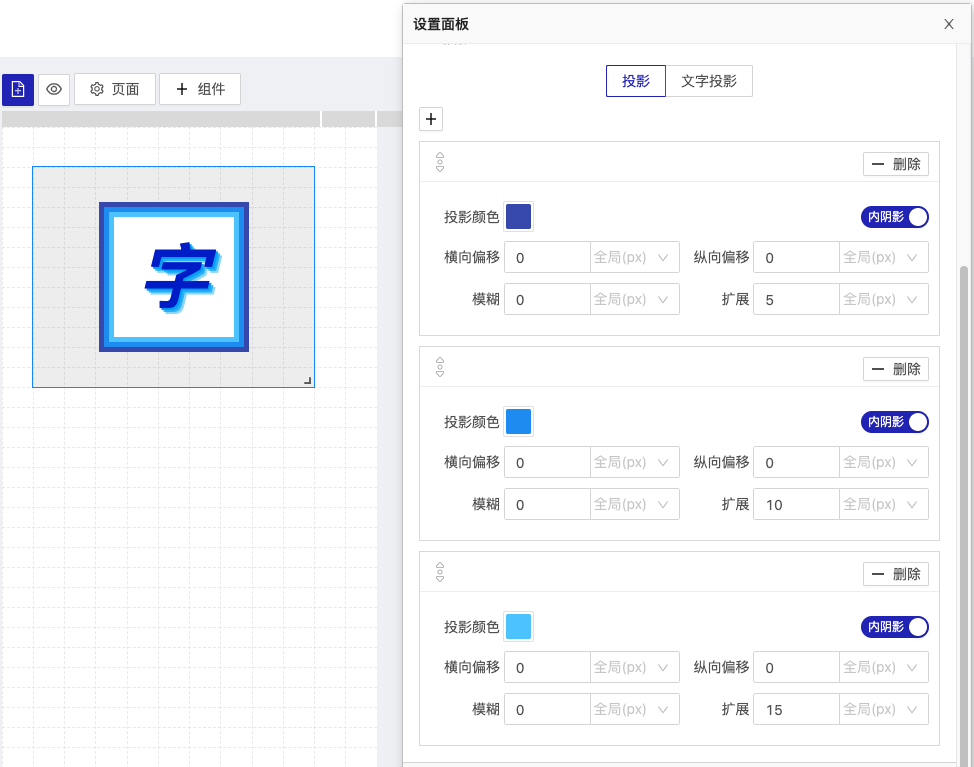 设置面板
页面
组件
字
投影
文字投影
删除
投影颜色
内阴影
横向偏移 0 全局(px) 纵向偏移 0 全局(px)
模糊 0 全局(px) 扩展 5 全局(px)
删除
投影颜色
内阴影
横向偏移 0 全局(px) 纵向偏移 0 全局(px)
模糊 0 全局(px) 扩展 10 全局(px)
删除
投影颜色
内阴影
横向偏移 0 全局(px) 纵向偏移 0 全局(px)
模糊 0 全局(px) 扩展 15 全局(px)